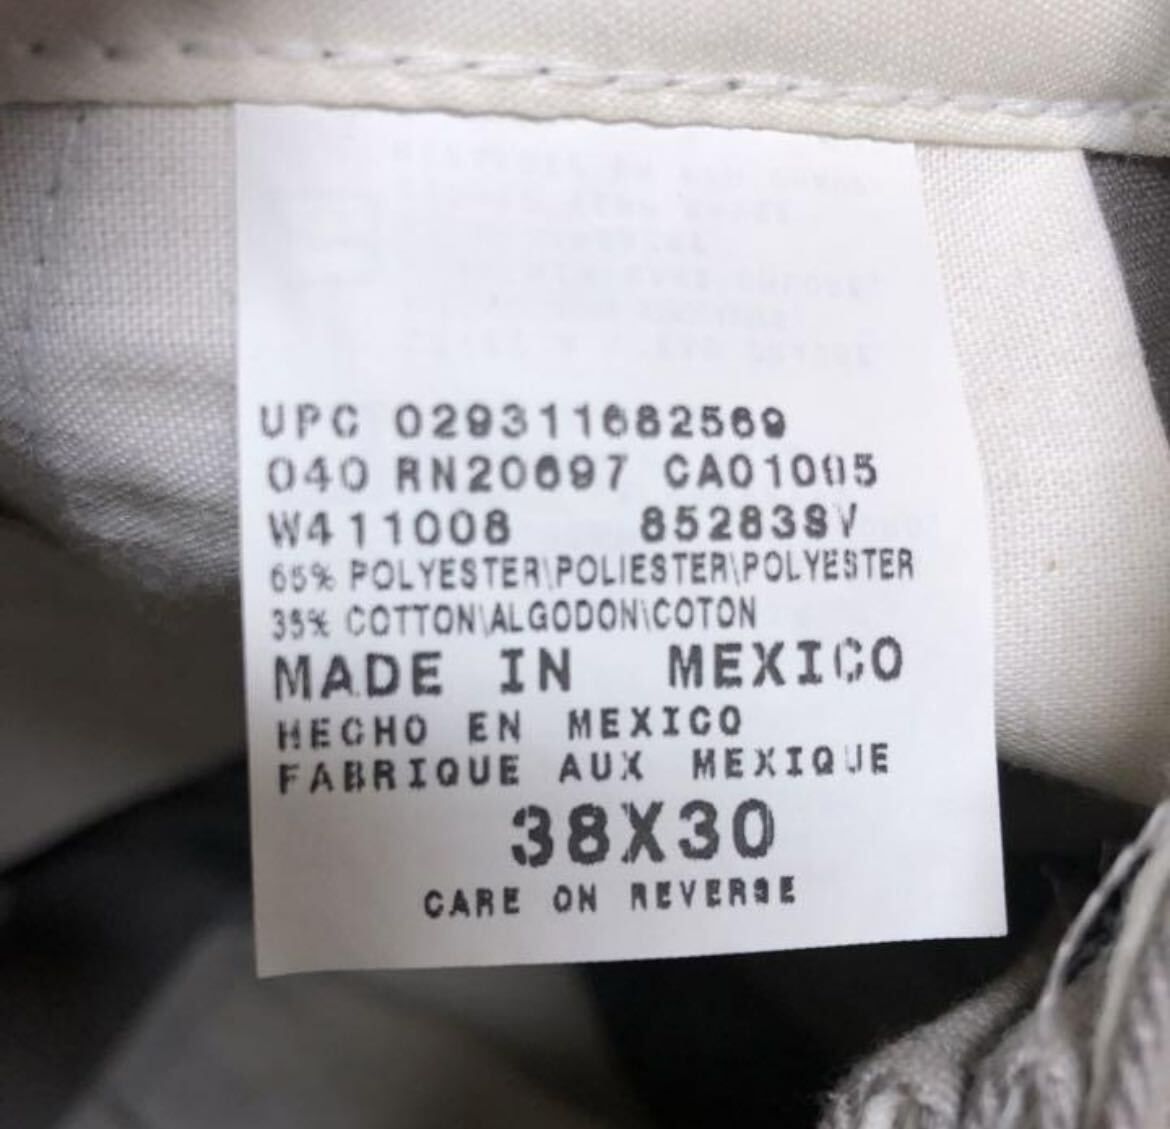 UPC 029311682569
040 RN20697 CA01005
W411008 85283SV
65% POLYESTER\POLIESTER\POLYESTER
35% COTTON\ALGODON\COTON
MADE IN MEXICO
HECHO EN MEXICO
FABRIQUE AUX MEXIQUE
38X30
CARE ON REVERSE